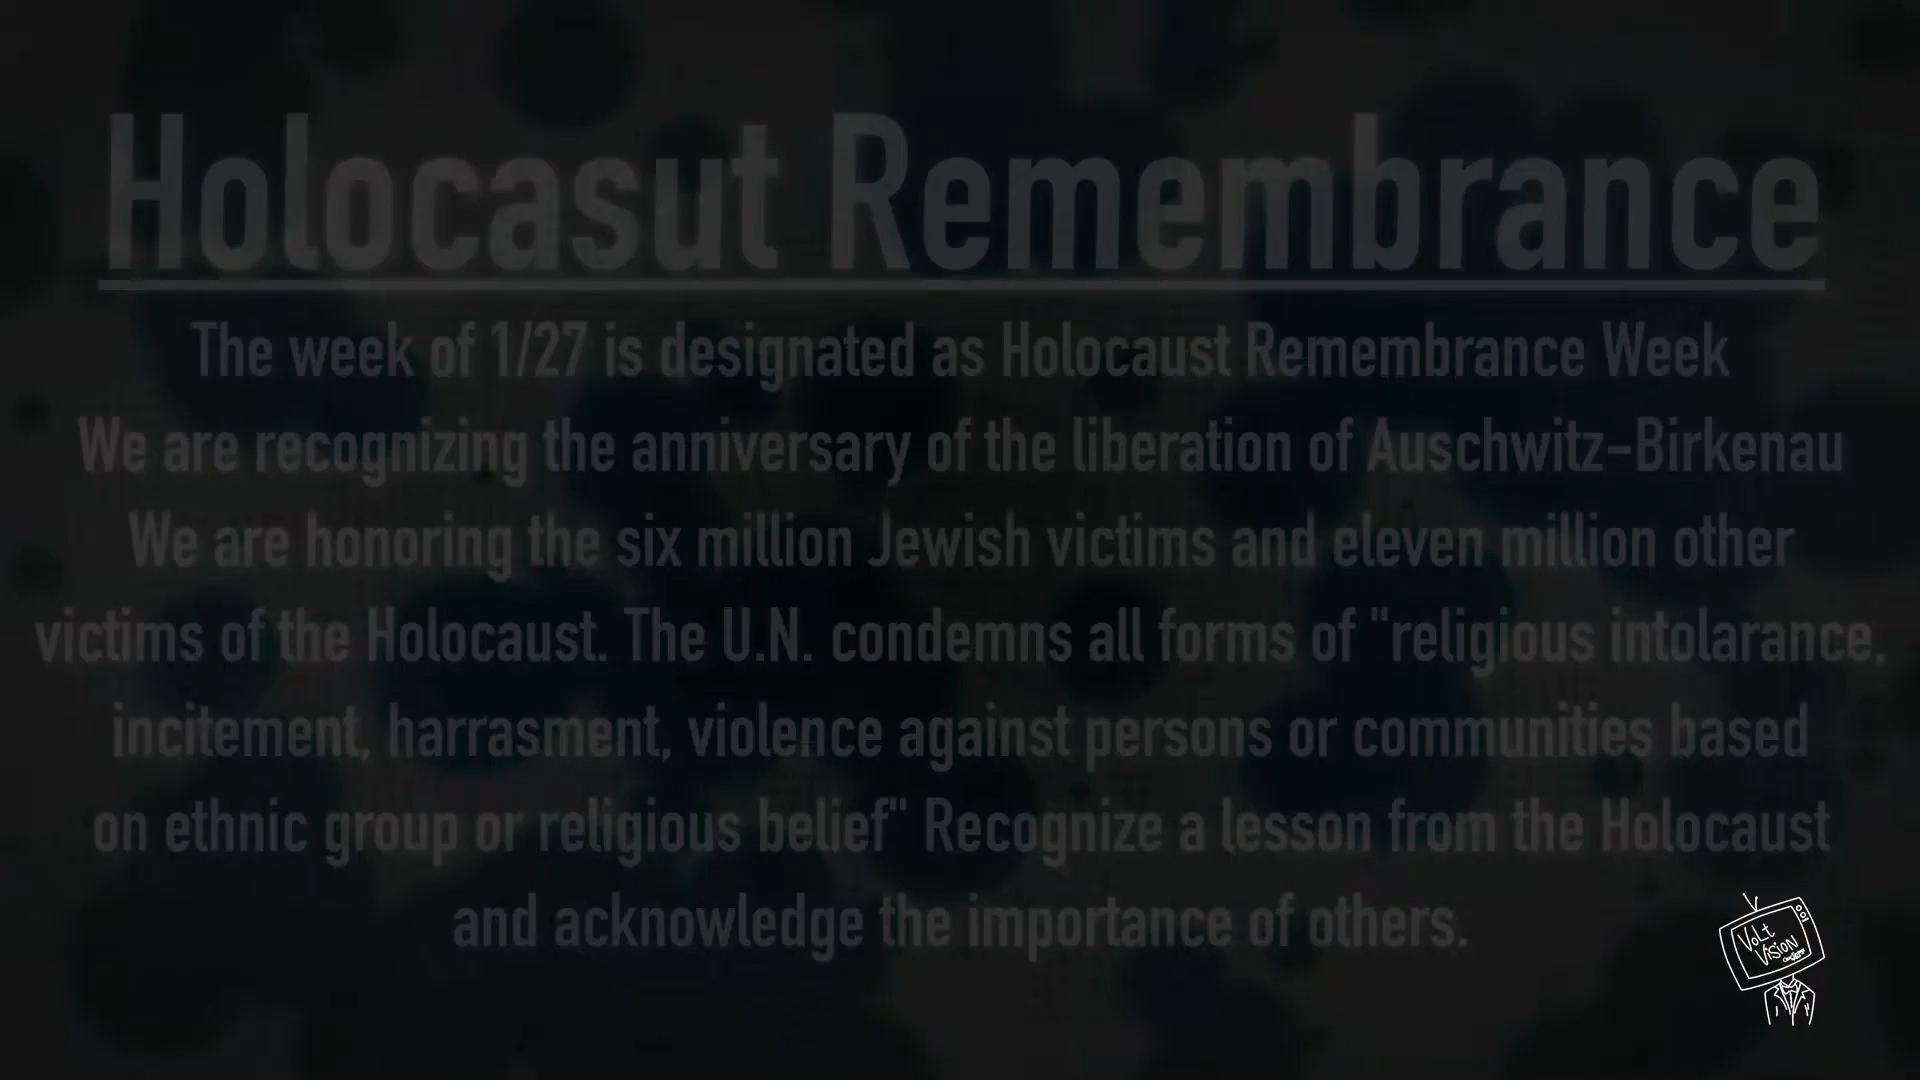 Holocasut Remembrance
The week of 1/27 is designated as Holocaust Remembrance Week
We are recognizing the anniversary of the liberation of Auschwitz-Birkenau
We are honoring the six million Jewish victims and eleven million other
victims of the Holocaust. The U.N. condemns all forms of "religious intolarance,
incitement, harrasment, violence against persons or communities based
on ethnic group or religious belief" Recognize a lesson from the Holocaust
and acknowledge the importance of others.
VoLt
VisioN